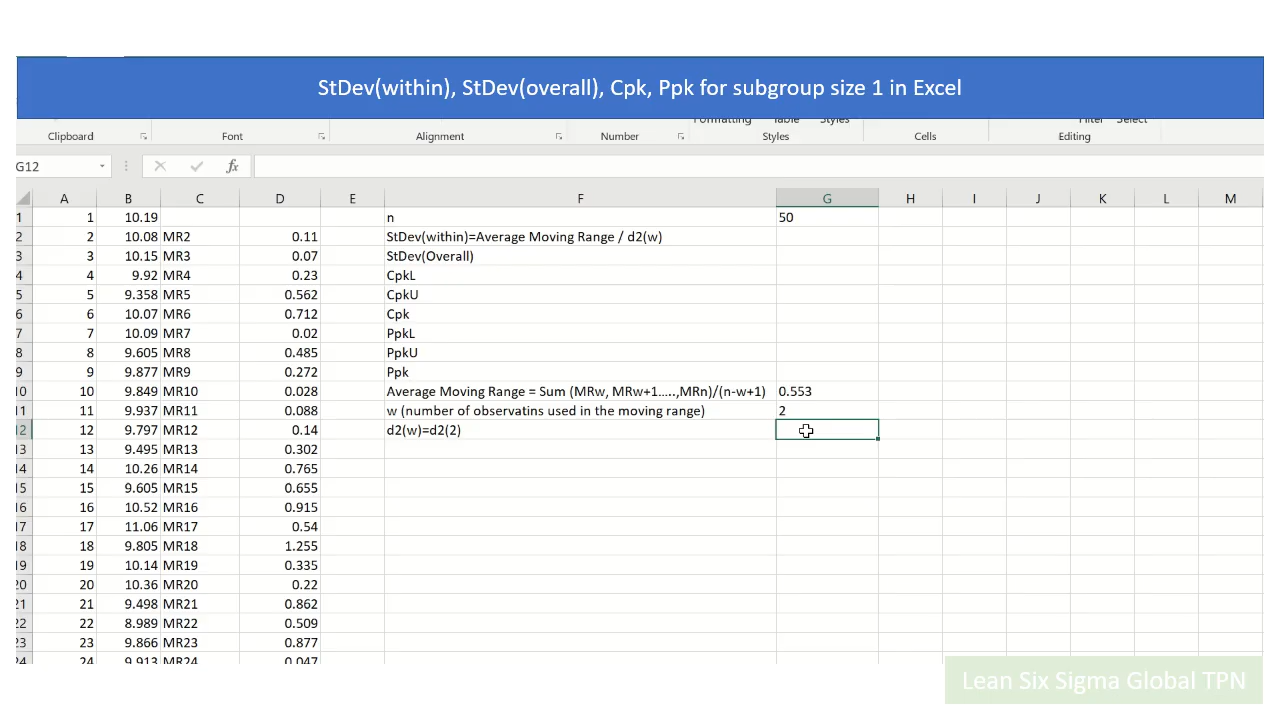 StDev(within), StDev(overall), Cpk, Ppk for subgroup size 1 in Excel
Formatting Table Styles Filter Select
Clipboard Font Alignment Number Styles Cells Editing
G12 fx
A B C D E F G H I J K L M
1 1 10.19 n 50
2 2 10.08 MR2 0.11 StDev(within)=Average Moving Range / d2(w)
3 3 10.15 MR3 0.07 StDev(Overall)
4 4 9.92 MR4 0.23 CpkL
5 5 9.358 MR5 0.562 CpkU
6 6 10.07 MR6 0.712 Cpk
7 7 10.09 MR7 0.02 PpkL
8 8 9.605 MR8 0.485 PpkU
9 9 9.877 MR9 0.272 Ppk
10 10 9.849 MR10 0.028 Average Moving Range = Sum (MRw, MRw+1…..,MRn)/(n-w+1) 0.553
11 11 9.937 MR11 0.088 w (number of observatins used in the moving range) 2
12 12 9.797 MR12 0.14 d2(w)=d2(2)
13 13 9.495 MR13 0.302
14 14 10.26 MR14 0.765
15 15 9.605 MR15 0.655
16 16 10.52 MR16 0.915
17 17 11.06 MR17 0.54
18 18 9.805 MR18 1.255
19 19 10.14 MR19 0.335
20 20 10.36 MR20 0.22
21 21 9.498 MR21 0.862
22 22 8.989 MR22 0.509
23 23 9.866 MR23 0.877
24 24 9.913 MR24 0.047
Lean Six Sigma Global TPN